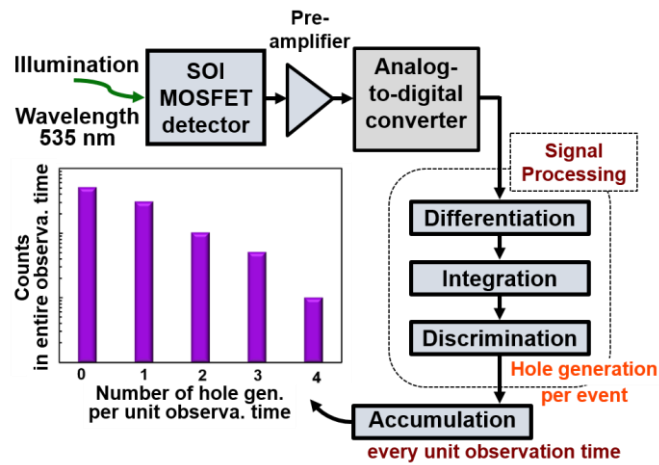 Pre-
amplifier
Illumination
Wavelength
535 nm
SOI
MOSFET
detector
Analog-
to-digital
converter
Signal
Processing
Differentiation
Integration
Discrimination
Hole generation
per event
Accumulation
every unit observation time
Counts
in entire observa. time
0 1 2 3 4
Number of hole gen.
per unit observa. time